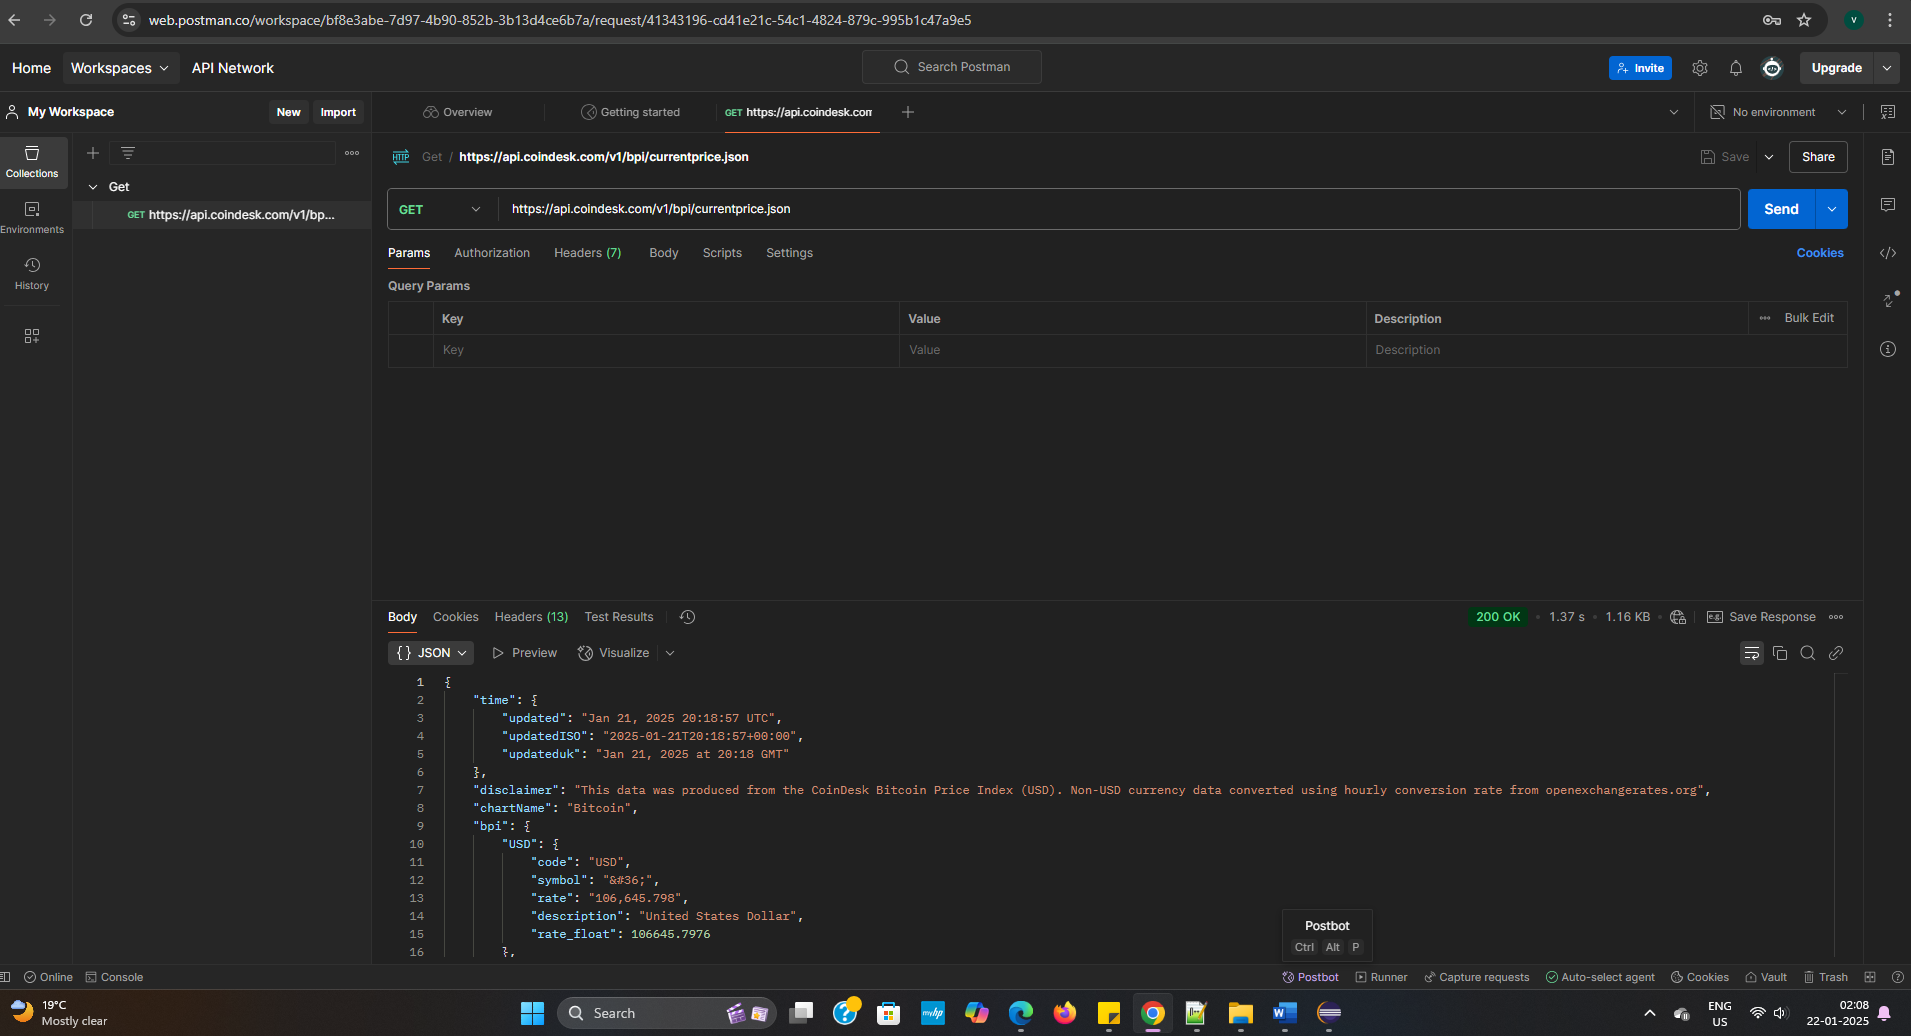 web.postman.co/workspace/bf8e3abe-7d97-4b90-852b-3b13d4ce6b7a/request/41343196-cd41e21c-54c1-4824-879c-995b1c47a9e5
V
Home Workspaces API Network Search Postman Invite Upgrade
My Workspace New Import Overview Getting started GET https://api.coindesk.com No environment
Collections
Environments
History
Get
GET https://api.coindesk.com/v1/bp...
HTTP Get / https://api.coindesk.com/v1/bpi/currentprice.json Save Share
GET https://api.coindesk.com/v1/bpi/currentprice.json Send
Params Authorization Headers (7) Body Scripts Settings Cookies
Query Params
Key Value Description Bulk Edit
Key Value Description
Body Cookies Headers (13) Test Results 200 OK • 1.37 s • 1.16 KB • e.g. Save Response
{} JSON Preview Visualize
1 {
2 "time": {
3 "updated": "Jan 21, 2025 20:18:57 UTC",
4 "updatedISO": "2025-01-21T20:18:57+00:00",
5 "updateduk": "Jan 21, 2025 at 20:18 GMT"
6 },
7 "disclaimer": "This data was produced from the CoinDesk Bitcoin Price Index (USD). Non-USD currency data converted using hourly conversion rate from openexchangerates.org",
8 "chartName": "Bitcoin",
9 "bpi": {
10 "USD": {
11 "code": "USD",
12 "symbol": "&#36;",
13 "rate": "106,645.798",
14 "description": "United States Dollar",
15 "rate_float": 106645.7976
16 },
Postbot
Ctrl Alt P
Online Console Postbot Runner Capture requests Auto-select agent Cookies Vault Trash
19°C
Mostly clear
Search
myhp
ENG
US
02:08
22-01-2025